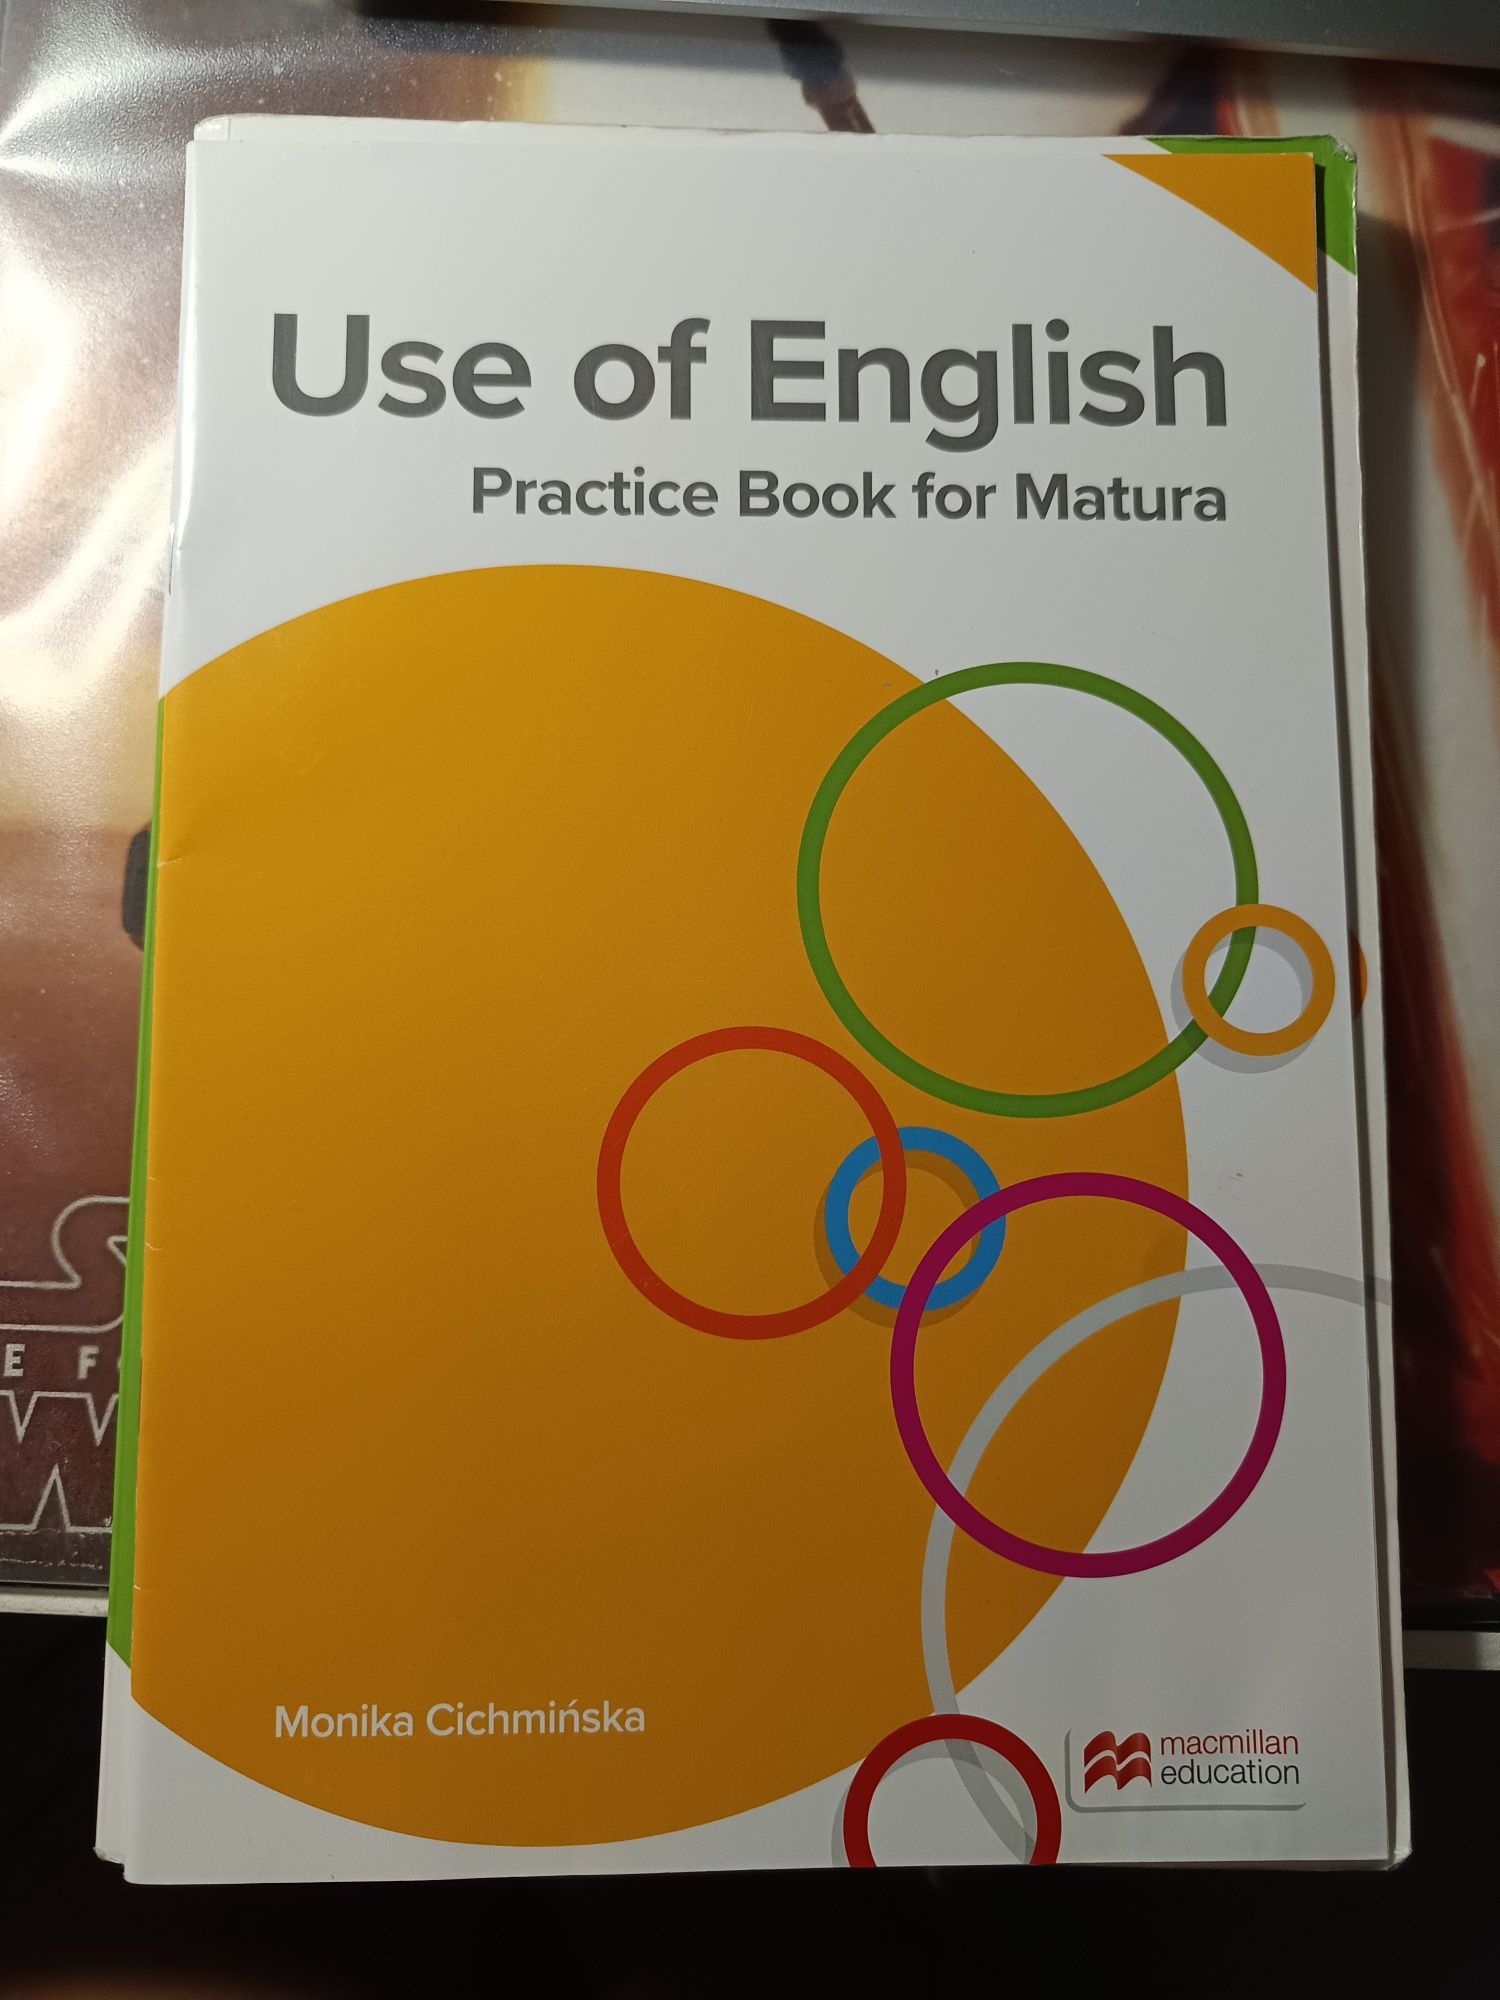 Use of English
Practice Book for Matura
E F
Monika Cichmińska
macmillan
education